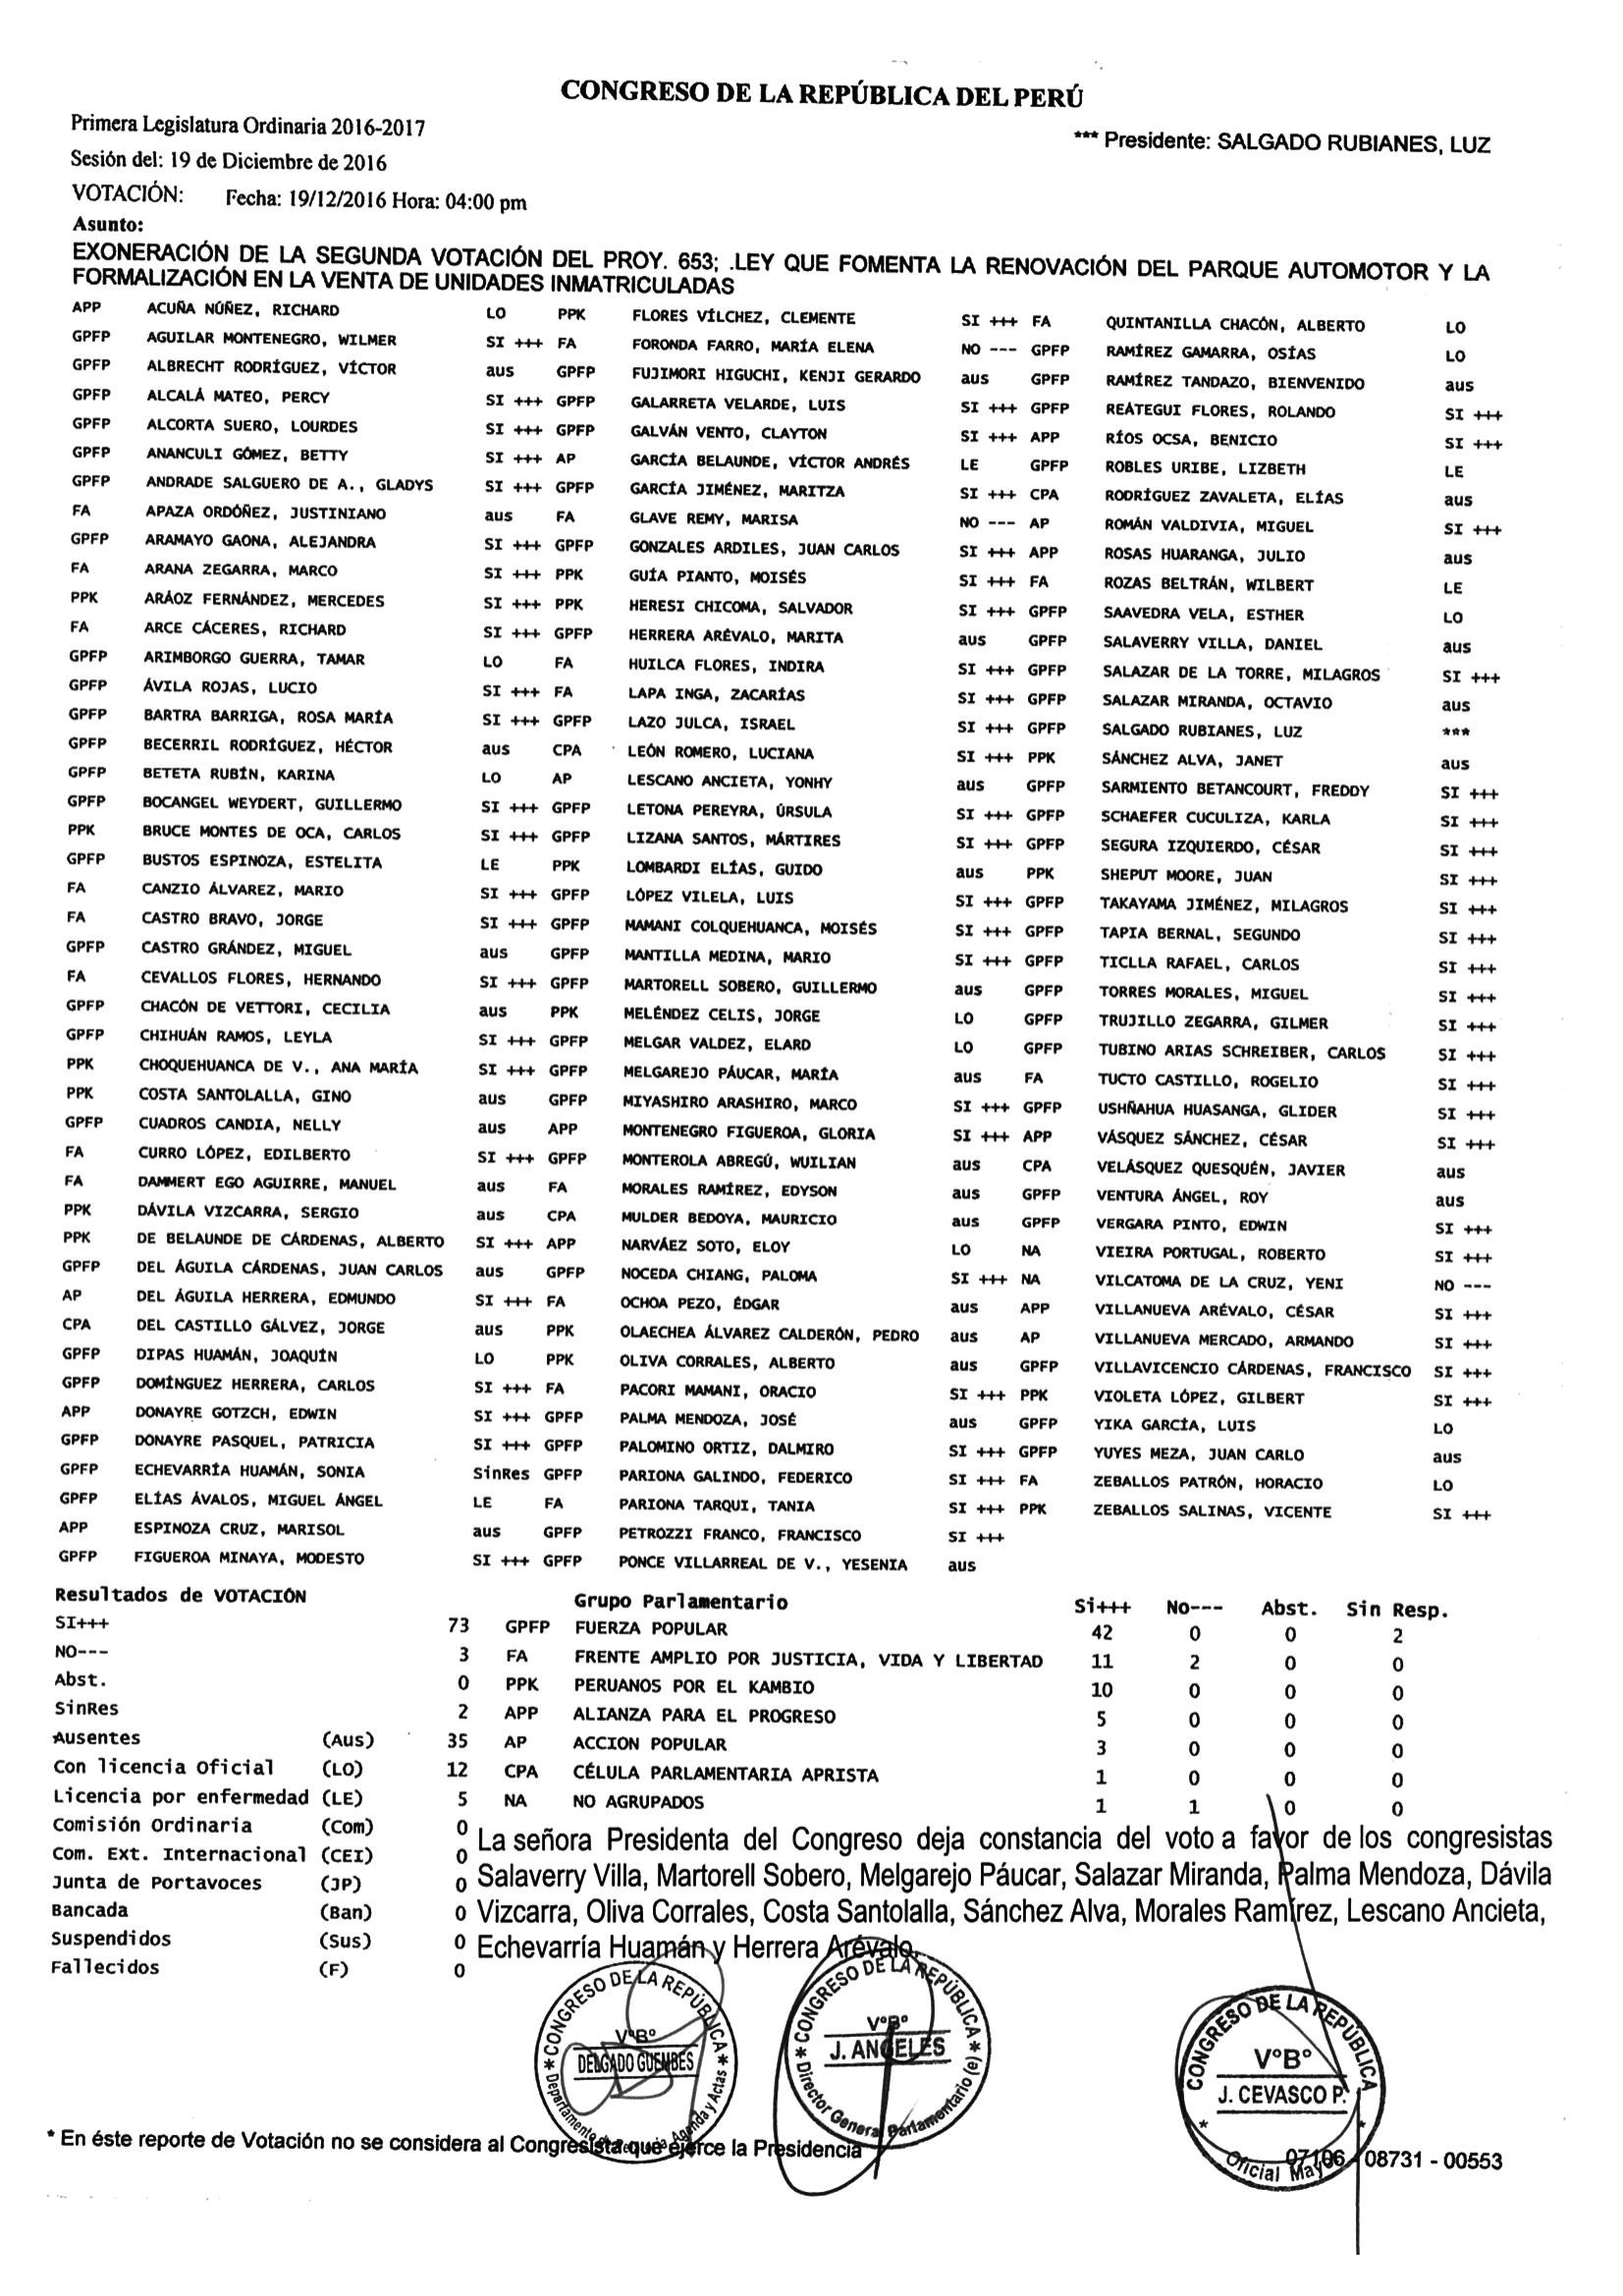 CONGRESO DE LA REPÚBLICA DEL PERÚ
Primera Legislatura Ordinaria 2016-2017
*** Presidente: SALGADO RUBIANES, LUZ
Sesión del: 19 de Diciembre de 2016
VOTACIÓN: Fecha: 19/12/2016 Hora: 04:00 pm
Asunto:
EXONERACIÓN DE LA SEGUNDA VOTACIÓN DEL PROY. 653; .LEY QUE FOMENTA LA RENOVACIÓN DEL PARQUE AUTOMOTOR Y LA
FORMALIZACIÓN EN LA VENTA DE UNIDADES INMATRICULADAS
APP ACUÑA NÚÑEZ, RICHARD LO PPK FLORES VÍLCHEZ, CLEMENTE SI +++ FA QUINTANILLA CHACÓN, ALBERTO LO
GPFP AGUILAR MONTENEGRO, WILMER SI +++ FA FORONDA FARRO, MARÍA ELENA NO --- GPFP RAMÍREZ GAMARRA, OSÍAS LO
GPFP ALBRECHT RODRÍGUEZ, VÍCTOR aus GPFP FUJIMORI HIGUCHI, KENJI GERARDO aus GPFP RAMÍREZ TANDAZO, BIENVENIDO aus
GPFP ALCALÁ MATEO, PERCY SI +++ GPFP GALARRETA VELARDE, LUIS SI +++ GPFP REÁTEGUI FLORES, ROLANDO SI +++
GPFP ALCORTA SUERO, LOURDES SI +++ GPFP GALVÁN VENTO, CLAYTON SI +++ APP RÍOS OCSA, BENICIO SI +++
GPFP ANANCULI GÓMEZ, BETTY SI +++ AP GARCÍA BELAUNDE, VÍCTOR ANDRÉS LE GPFP ROBLES URIBE, LIZBETH LE
GPFP ANDRADE SALGUERO DE A., GLADYS SI +++ GPFP GARCÍA JIMÉNEZ, MARITZA SI +++ CPA RODRÍGUEZ ZAVALETA, ELÍAS aus
FA APAZA ORDÓÑEZ, JUSTINIANO aus FA GLAVE REMY, MARISA NO --- AP ROMÁN VALDIVIA, MIGUEL SI +++
GPFP ARAMAYO GAONA, ALEJANDRA SI +++ GPFP GONZALES ARDILES, JUAN CARLOS SI +++ APP ROSAS HUARANGA, JULIO aus
FA ARANA ZEGARRA, MARCO SI +++ PPK GUÍA PIANTO, MOISÉS SI +++ FA ROZAS BELTRÁN, WILBERT LE
PPK ARÁOZ FERNÁNDEZ, MERCEDES SI +++ PPK HERESI CHICOMA, SALVADOR SI +++ GPFP SAAVEDRA VELA, ESTHER LO
FA ARCE CÁCERES, RICHARD SI +++ GPFP HERRERA ARÉVALO, MARITA aus GPFP SALAVERRY VILLA, DANIEL aus
GPFP ARIMBORGO GUERRA, TAMAR LO FA HUILCA FLORES, INDIRA SI +++ GPFP SALAZAR DE LA TORRE, MILAGROS SI +++
GPFP ÁVILA ROJAS, LUCIO SI +++ FA LAPA INGA, ZACARÍAS SI +++ GPFP SALAZAR MIRANDA, OCTAVIO aus
GPFP BARTRA BARRIGA, ROSA MARÍA SI +++ GPFP LAZO JULCA, ISRAEL SI +++ GPFP SALGADO RUBIANES, LUZ ***
GPFP BECERRIL RODRÍGUEZ, HÉCTOR aus CPA LEÓN ROMERO, LUCIANA SI +++ PPK SÁNCHEZ ALVA, JANET aus
GPFP BETETA RUBÍN, KARINA LO AP LESCANO ANCIETA, YONHY aus GPFP SARMIENTO BETANCOURT, FREDDY SI +++
GPFP BOCANGEL WEYDERT, GUILLERMO SI +++ GPFP LETONA PEREYRA, ÚRSULA SI +++ GPFP SCHAEFER CUCULIZA, KARLA SI +++
PPK BRUCE MONTES DE OCA, CARLOS SI +++ GPFP LIZANA SANTOS, MÁRTIRES SI +++ GPFP SEGURA IZQUIERDO, CÉSAR SI +++
GPFP BUSTOS ESPINOZA, ESTELITA LE PPK LOMBARDI ELÍAS, GUIDO aus PPK SHEPUT MOORE, JUAN SI +++
FA CANZIO ÁLVAREZ, MARIO SI +++ GPFP LÓPEZ VILELA, LUIS SI +++ GPFP TAKAYAMA JIMÉNEZ, MILAGROS SI +++
FA CASTRO BRAVO, JORGE SI +++ GPFP MAMANI COLQUEHUANCA, MOISÉS SI +++ GPFP TAPIA BERNAL, SEGUNDO SI +++
GPFP CASTRO GRÁNDEZ, MIGUEL aus GPFP MANTILLA MEDINA, MARIO SI +++ GPFP TICLLA RAFAEL, CARLOS SI +++
FA CEVALLOS FLORES, HERNANDO SI +++ GPFP MARTORELL SOBERO, GUILLERMO aus GPFP TORRES MORALES, MIGUEL SI +++
GPFP CHACÓN DE VETTORI, CECILIA aus PPK MELÉNDEZ CELIS, JORGE LO GPFP TRUJILLO ZEGARRA, GILMER SI +++
GPFP CHIHUÁN RAMOS, LEYLA SI +++ GPFP MELGAR VALDEZ, ELARD LO GPFP TUBINO ARIAS SCHREIBER, CARLOS SI +++
PPK CHOQUEHUANCA DE V., ANA MARÍA SI +++ GPFP MELGAREJO PÁUCAR, MARÍA aus FA TUCTO CASTILLO, ROGELIO SI +++
PPK COSTA SANTOLALLA, GINO aus GPFP MIYASHIRO ARASHIRO, MARCO SI +++ GPFP USHÑAHUA HUASANGA, GLIDER SI +++
GPFP CUADROS CANDIA, NELLY aus APP MONTENEGRO FIGUEROA, GLORIA SI +++ APP VÁSQUEZ SÁNCHEZ, CÉSAR SI +++
FA CURRO LÓPEZ, EDILBERTO SI +++ GPFP MONTEROLA ABREGÚ, WUILIAN aus CPA VELÁSQUEZ QUESQUÉN, JAVIER aus
FA DAMMERT EGO AGUIRRE, MANUEL aus FA MORALES RAMÍREZ, EDYSON aus GPFP VENTURA ÁNGEL, ROY aus
PPK DÁVILA VIZCARRA, SERGIO aus CPA MULDER BEDOYA, MAURICIO aus GPFP VERGARA PINTO, EDWIN SI +++
PPK DE BELAUNDE DE CÁRDENAS, ALBERTO SI +++ APP NARVÁEZ SOTO, ELOY LO NA VIEIRA PORTUGAL, ROBERTO SI +++
GPFP DEL ÁGUILA CÁRDENAS, JUAN CARLOS aus GPFP NOCEDA CHIANG, PALOMA SI +++ NA VILCATOMA DE LA CRUZ, YENI NO ---
AP DEL ÁGUILA HERRERA, EDMUNDO SI +++ FA OCHOA PEZO, ÉDGAR aus APP VILLANUEVA ARÉVALO, CÉSAR SI +++
CPA DEL CASTILLO GÁLVEZ, JORGE aus PPK OLAECHEA ÁLVAREZ CALDERÓN, PEDRO aus AP VILLANUEVA MERCADO, ARMANDO SI +++
GPFP DIPAS HUAMÁN, JOAQUÍN LO PPK OLIVA CORRALES, ALBERTO aus GPFP VILLAVICENCIO CÁRDENAS, FRANCISCO SI +++
GPFP DOMÍNGUEZ HERRERA, CARLOS SI +++ FA PACORI MAMANI, ORACIO SI +++ PPK VIOLETA LÓPEZ, GILBERT SI +++
APP DONAYRE GOTZCH, EDWIN SI +++ GPFP PALMA MENDOZA, JOSÉ aus GPFP YIKA GARCÍA, LUIS LO
GPFP DONAYRE PASQUEL, PATRICIA SI +++ GPFP PALOMINO ORTIZ, DALMIRO SI +++ GPFP YUYES MEZA, JUAN CARLO aus
GPFP ECHEVARRÍA HUAMÁN, SONIA SinRes GPFP PARIONA GALINDO, FEDERICO SI +++ FA ZEBALLOS PATRÓN, HORACIO LO
GPFP ELÍAS ÁVALOS, MIGUEL ÁNGEL LE FA PARIONA TARQUI, TANIA SI +++ PPK ZEBALLOS SALINAS, VICENTE SI +++
APP ESPINOZA CRUZ, MARISOL aus GPFP PETROZZI FRANCO, FRANCISCO SI +++
GPFP FIGUEROA MINAYA, MODESTO SI +++ GPFP PONCE VILLARREAL DE V., YESENIA aus
Resultados de VOTACIÓN Grupo Parlamentario Si+++ No--- Abst. Sin Resp.
SI+++ 73 GPFP FUERZA POPULAR 42 0 0 2
NO--- 3 FA FRENTE AMPLIO POR JUSTICIA, VIDA Y LIBERTAD 11 2 0 0
Abst. 0 PPK PERUANOS POR EL KAMBIO 10 0 0 0
SinRes 2 APP ALIANZA PARA EL PROGRESO 5 0 0 0
Ausentes (Aus) 35 AP ACCION POPULAR 3 0 0 0
Con licencia Oficial (LO) 12 CPA CÉLULA PARLAMENTARIA APRISTA 1 0 0 0
Licencia por enfermedad (LE) 5 NA NO AGRUPADOS 1 1 0 0
Comisión Ordinaria (Com) 0
Com. Ext. Internacional (CEI) 0
Junta de Portavoces (JP) 0
Bancada (Ban) 0
Suspendidos (Sus) 0
Fallecidos (F) 0
La señora Presidenta del Congreso deja constancia del voto a favor de los congresistas
Salaverry Villa, Martorell Sobero, Melgarejo Páucar, Salazar Miranda, Palma Mendoza, Dávila
Vizcarra, Oliva Corrales, Costa Santolalla, Sánchez Alva, Morales Ramírez, Lescano Ancieta,
Echevarría Huamán y Herrera Arévalo.
CONGRESO DE LA REPÚBLICA
V°B°
DELGADO GUEMBES
Departamento de Agenda y Actas
CONGRESO DE LA REPÚBLICA
V°B°
J. ANGELES
Director General Parlamentario (e)
CONGRESO DE LA REPÚBLICA
V°B°
J. CEVASCO P.
Oficial Mayor
* En éste reporte de Votación no se considera al Congresista que ejerce la Presidencia
07106 - 08731 - 00553